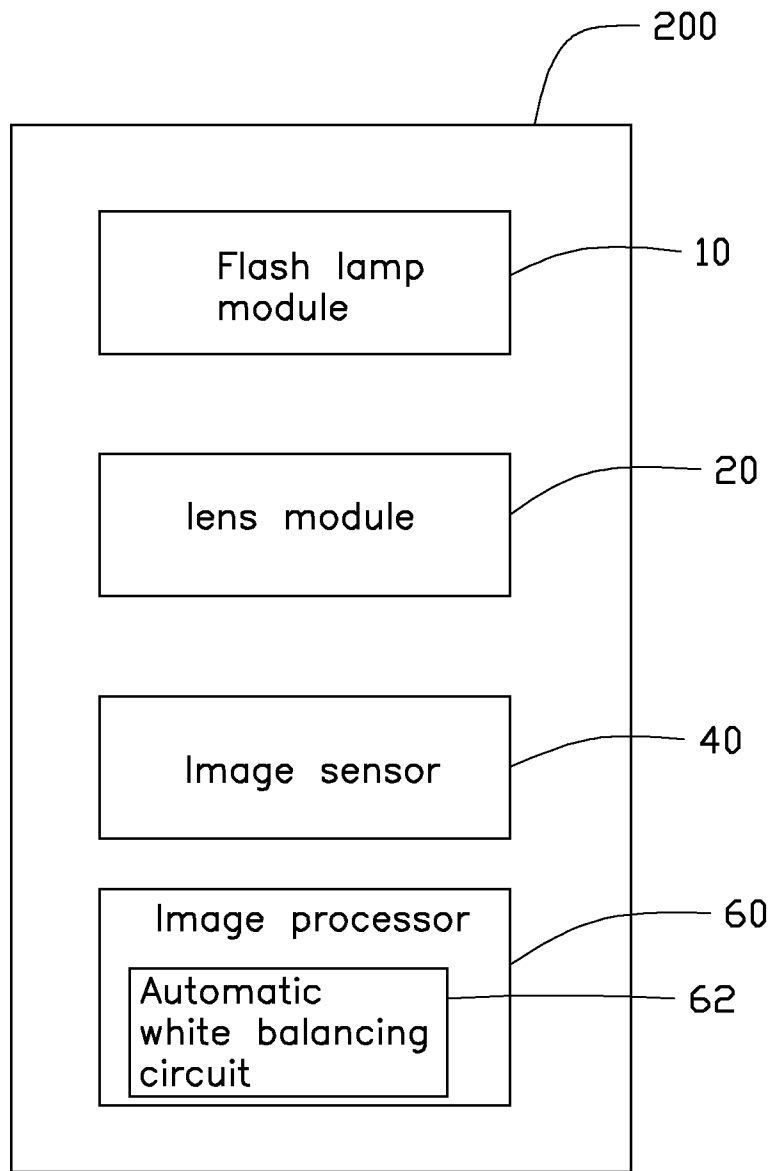 200
Flash lamp
module
10
lens module
20
Image sensor
40
Image processor
60
Automatic
white balancing
circuit
62